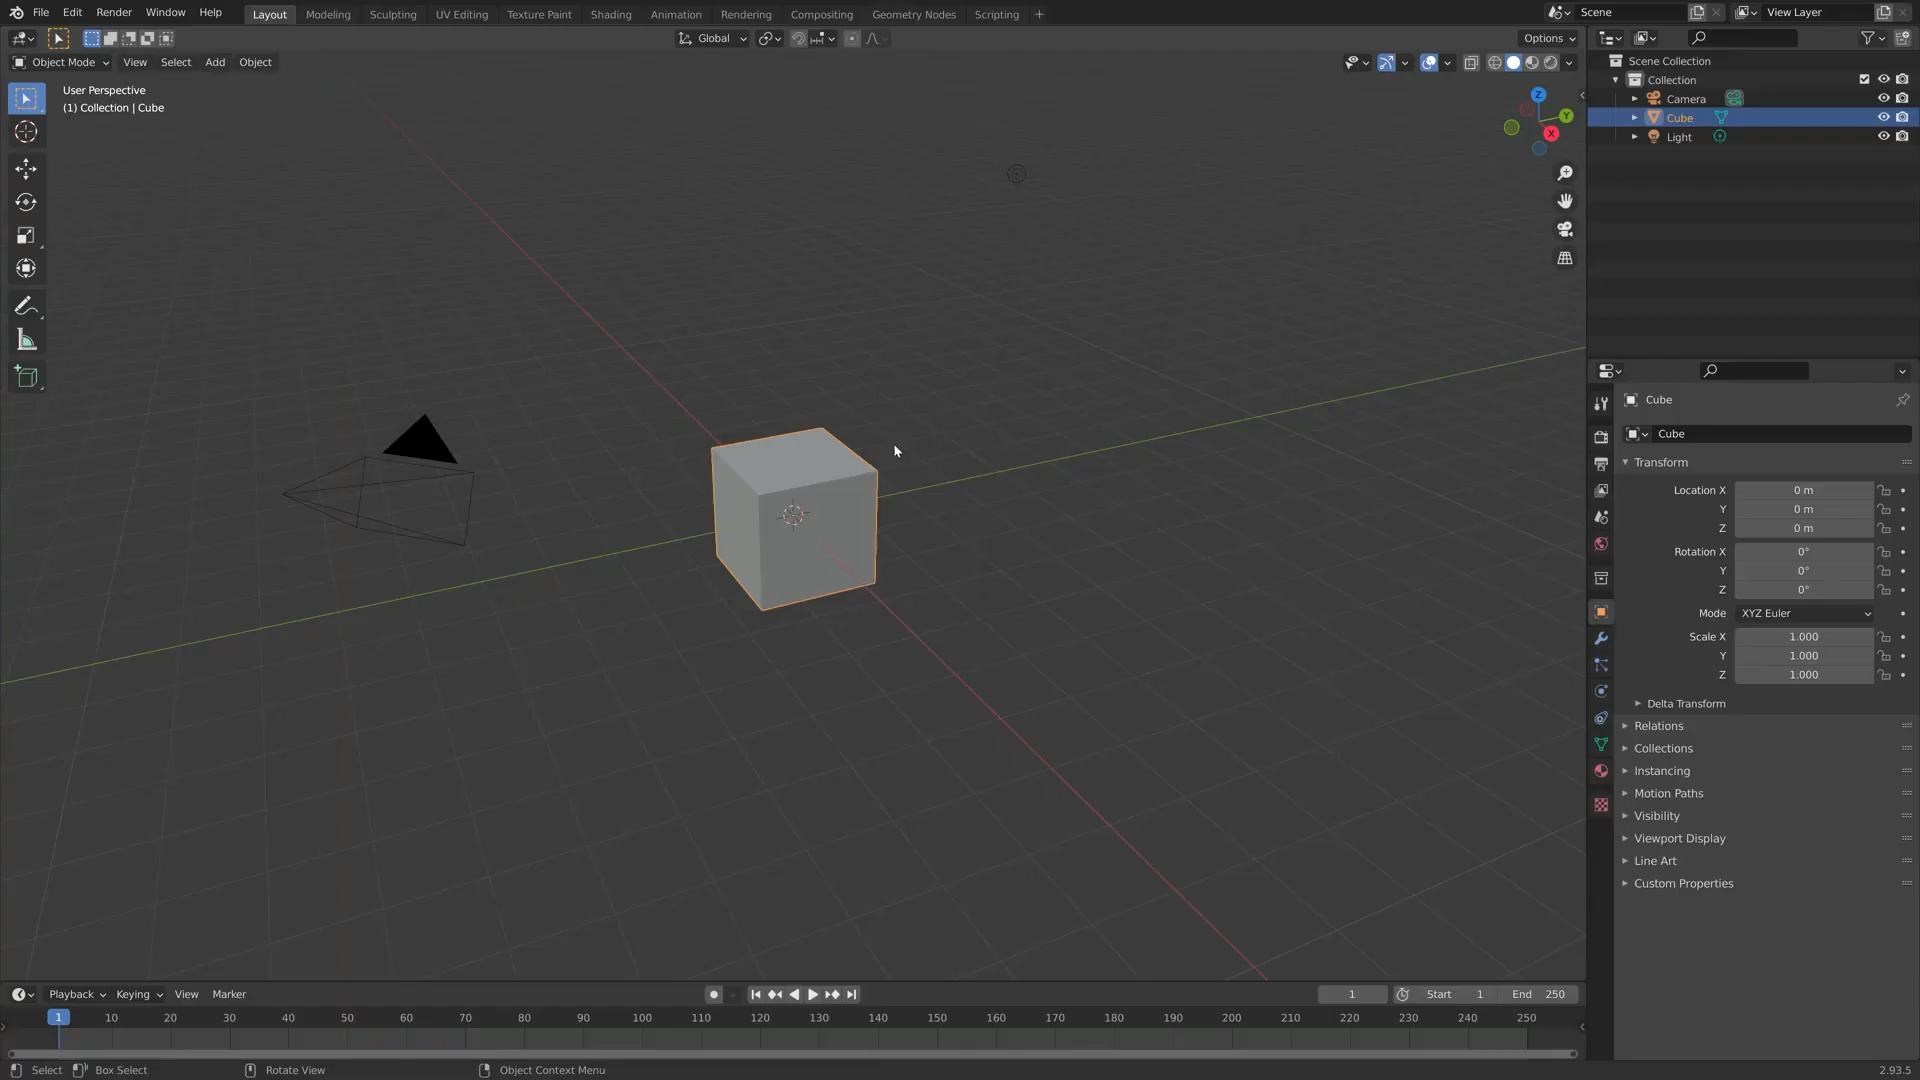 File Edit Render Window Help Layout Modeling Sculpting UV Editing Texture Paint Shading Animation Rendering Compositing Geometry Nodes Scripting + Scene View Layer
Global Options
Object Mode View Select Add Object
User Perspective
(1) Collection | Cube
Z
Y
X
Scene Collection
Collection
Camera
Cube
Light
Cube
Cube
Transform
Location X 0 m
Y 0 m
Z 0 m
Rotation X 0°
Y 0°
Z 0°
Mode XYZ Euler
Scale X 1.000
Y 1.000
Z 1.000
Delta Transform
Relations
Collections
Instancing
Motion Paths
Visibility
Viewport Display
Line Art
Custom Properties
Playback Keying View Marker 1 Start 1 End 250
1 10 20 30 40 50 60 70 80 90 100 110 120 130 140 150 160 170 180 190 200 210 220 230 240 250
Select Box Select Rotate View Object Context Menu 2.93.5